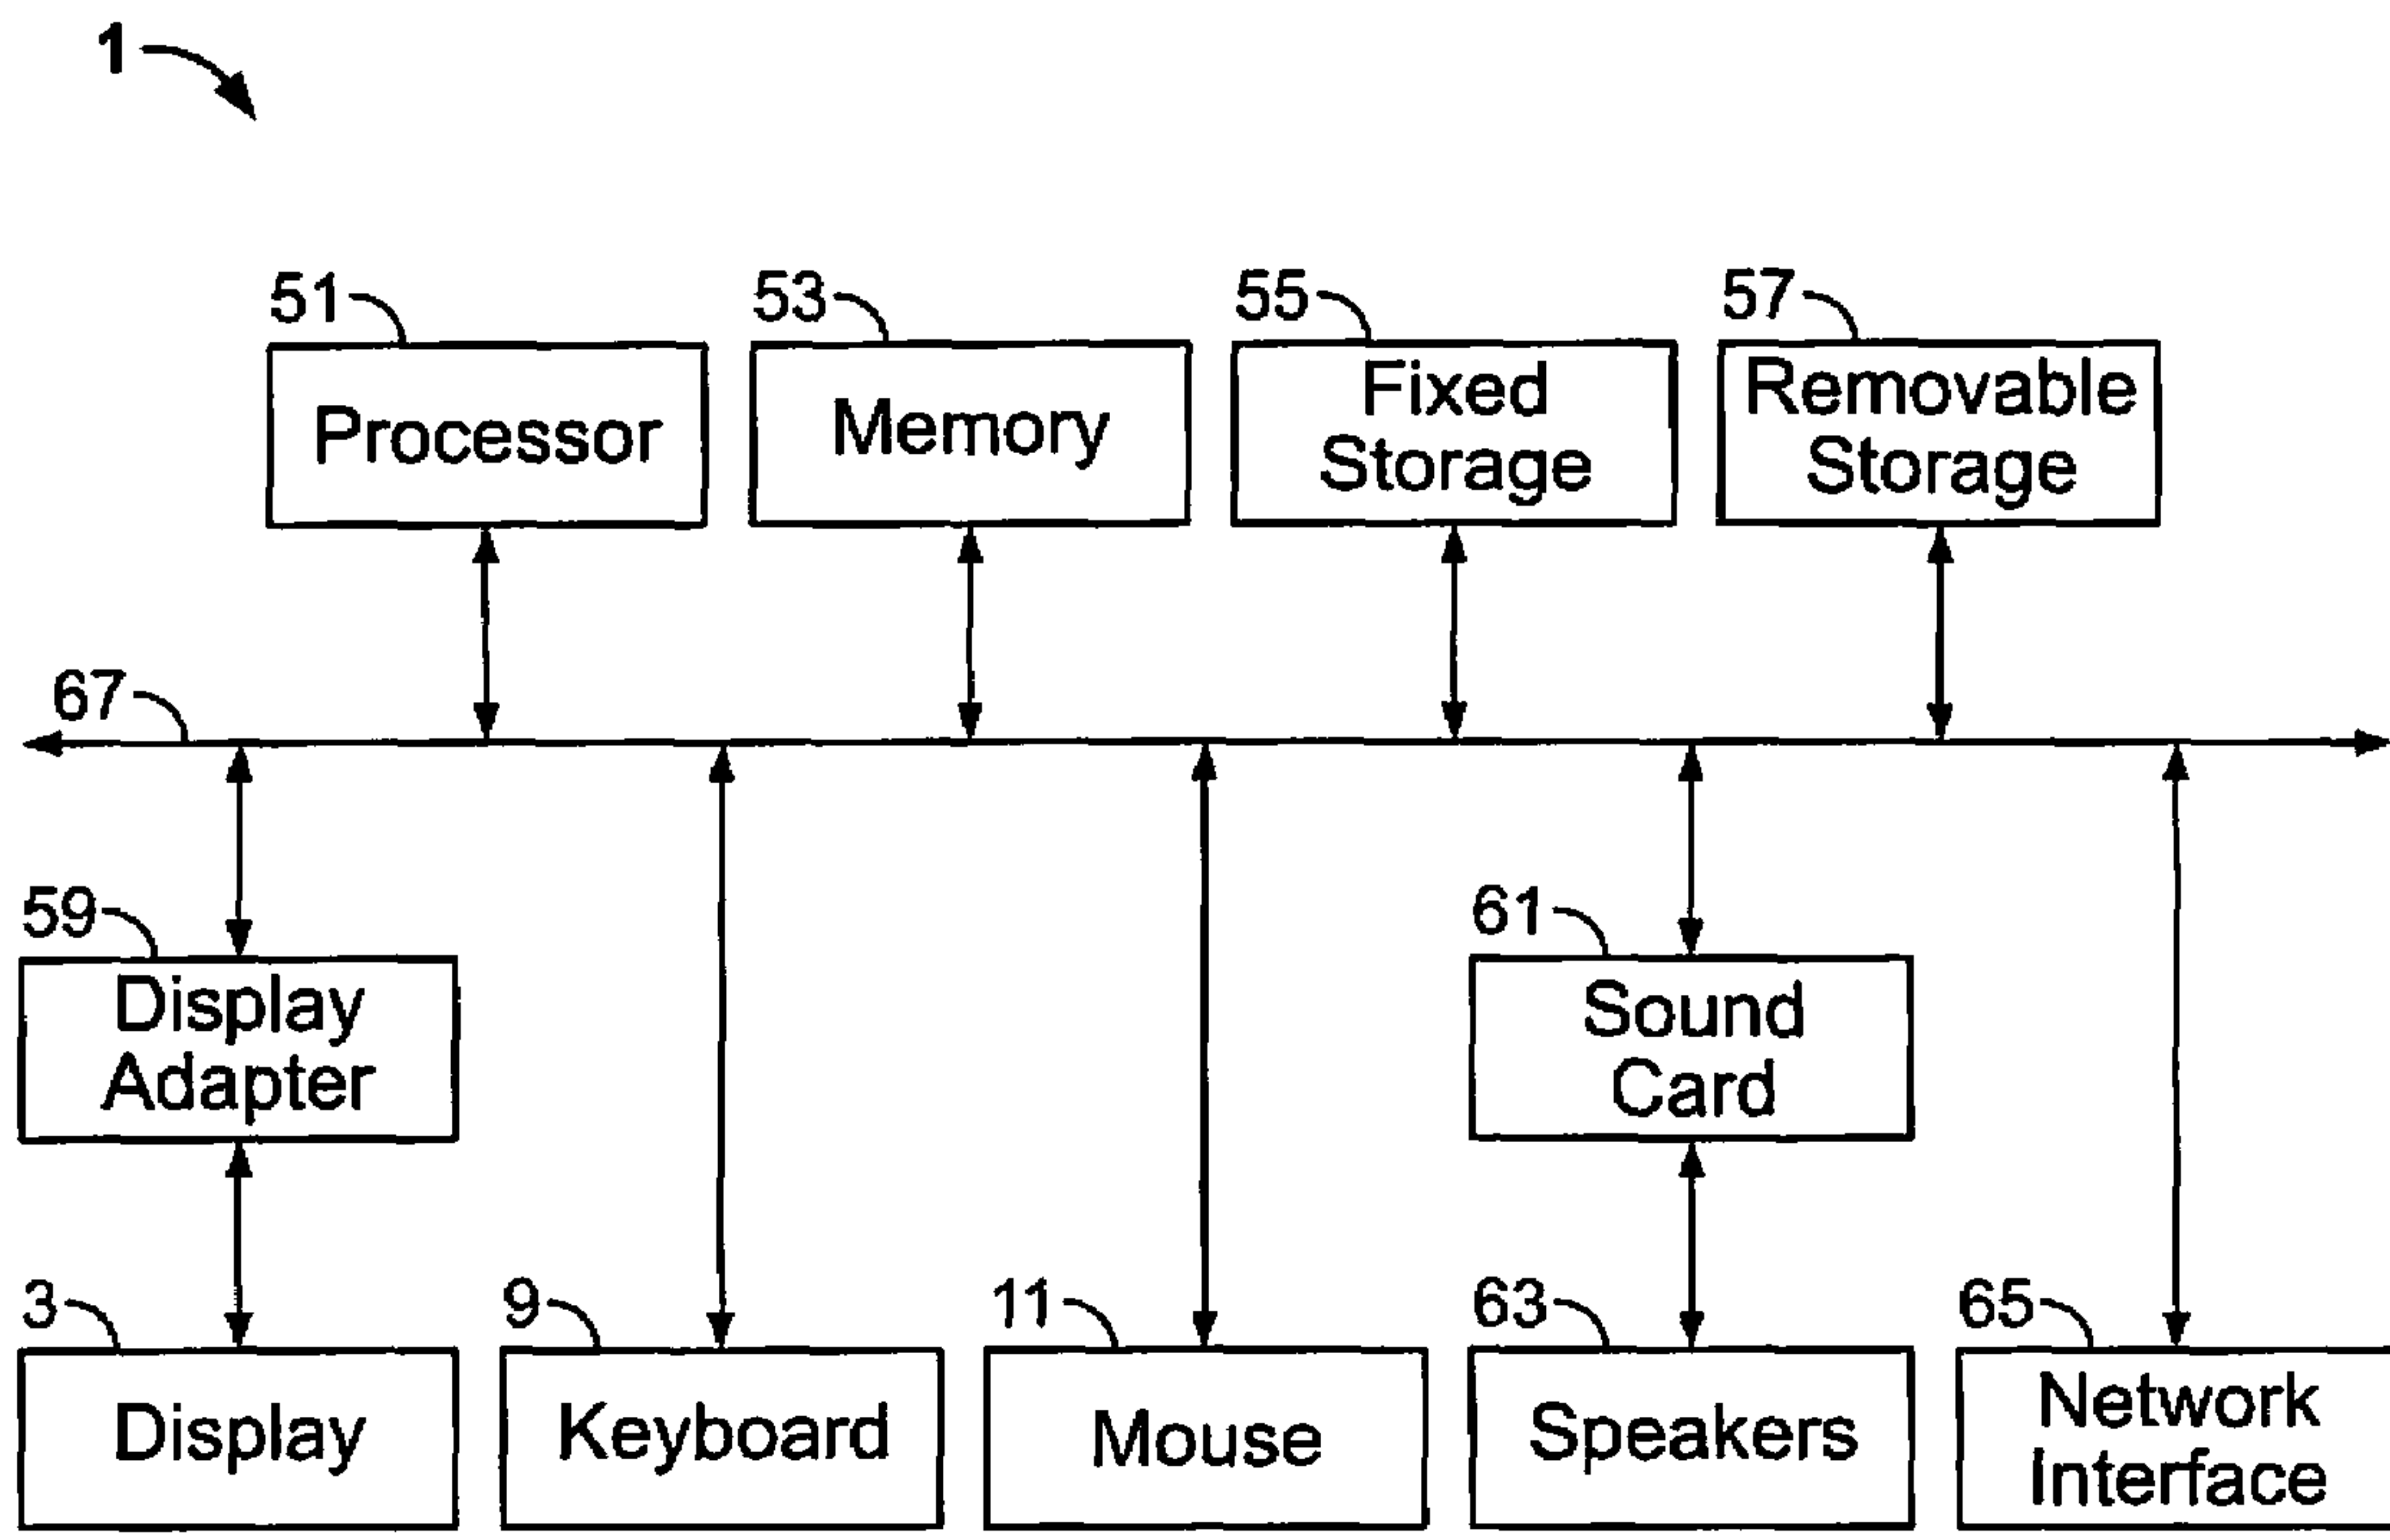 1
51
53
55
57
Processor
Memory
Fixed
Storage
Removable
Storage
67
59
61
Display
Adapter
Sound
Card
3
9
11
63
65
Display
Keyboard
Mouse
Speakers
Network
Interface